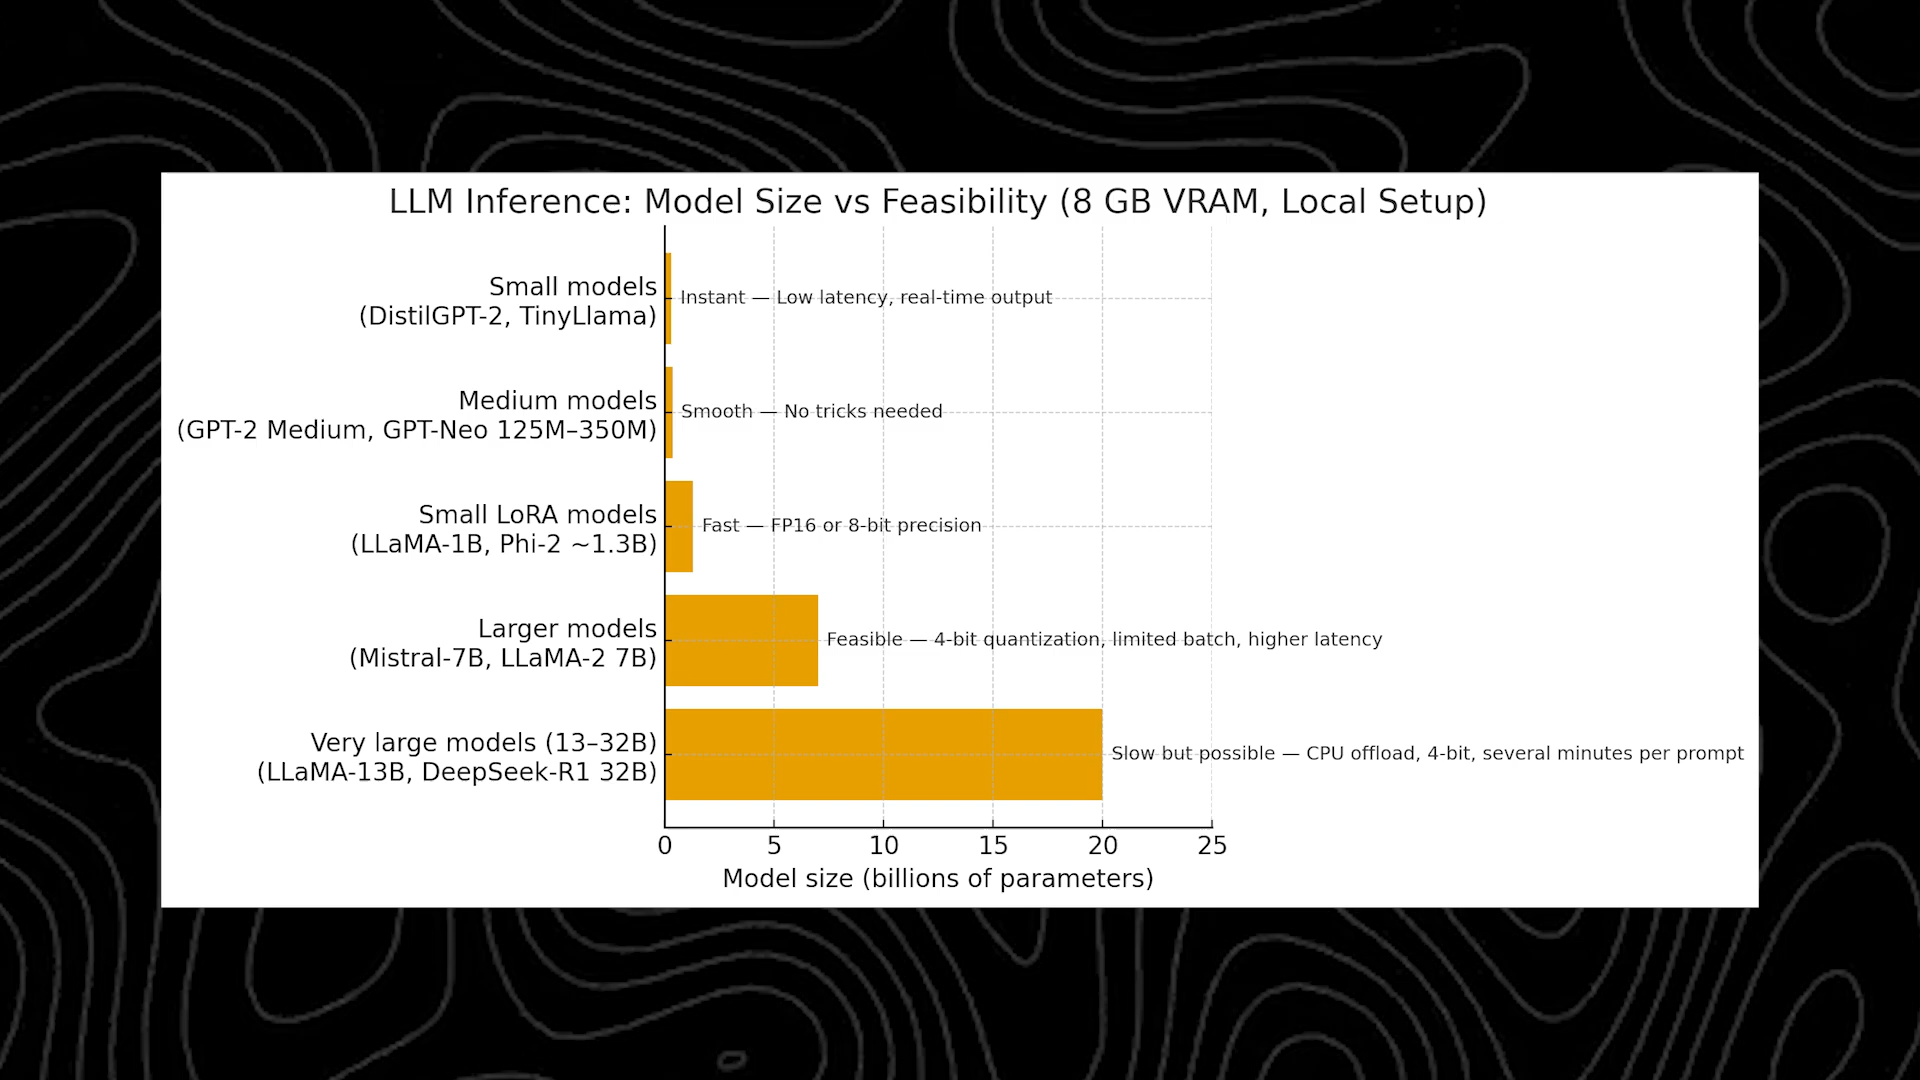 LLM Inference: Model Size vs Feasibility (8 GB VRAM, Local Setup)
Small models
(DistilGPT-2, TinyLlama)
Instant — Low latency, real-time output
Medium models
(GPT-2 Medium, GPT-Neo 125M–350M)
Smooth — No tricks needed
Small LoRA models
(LLaMA-1B, Phi-2 ~1.3B)
Fast — FP16 or 8-bit precision
Larger models
(Mistral-7B, LLaMA-2 7B)
Feasible — 4-bit quantization, limited batch, higher latency
Very large models (13–32B)
(LLaMA-13B, DeepSeek-R1 32B)
Slow but possible — CPU offload, 4-bit, several minutes per prompt
0 5 10 15 20 25
Model size (billions of parameters)